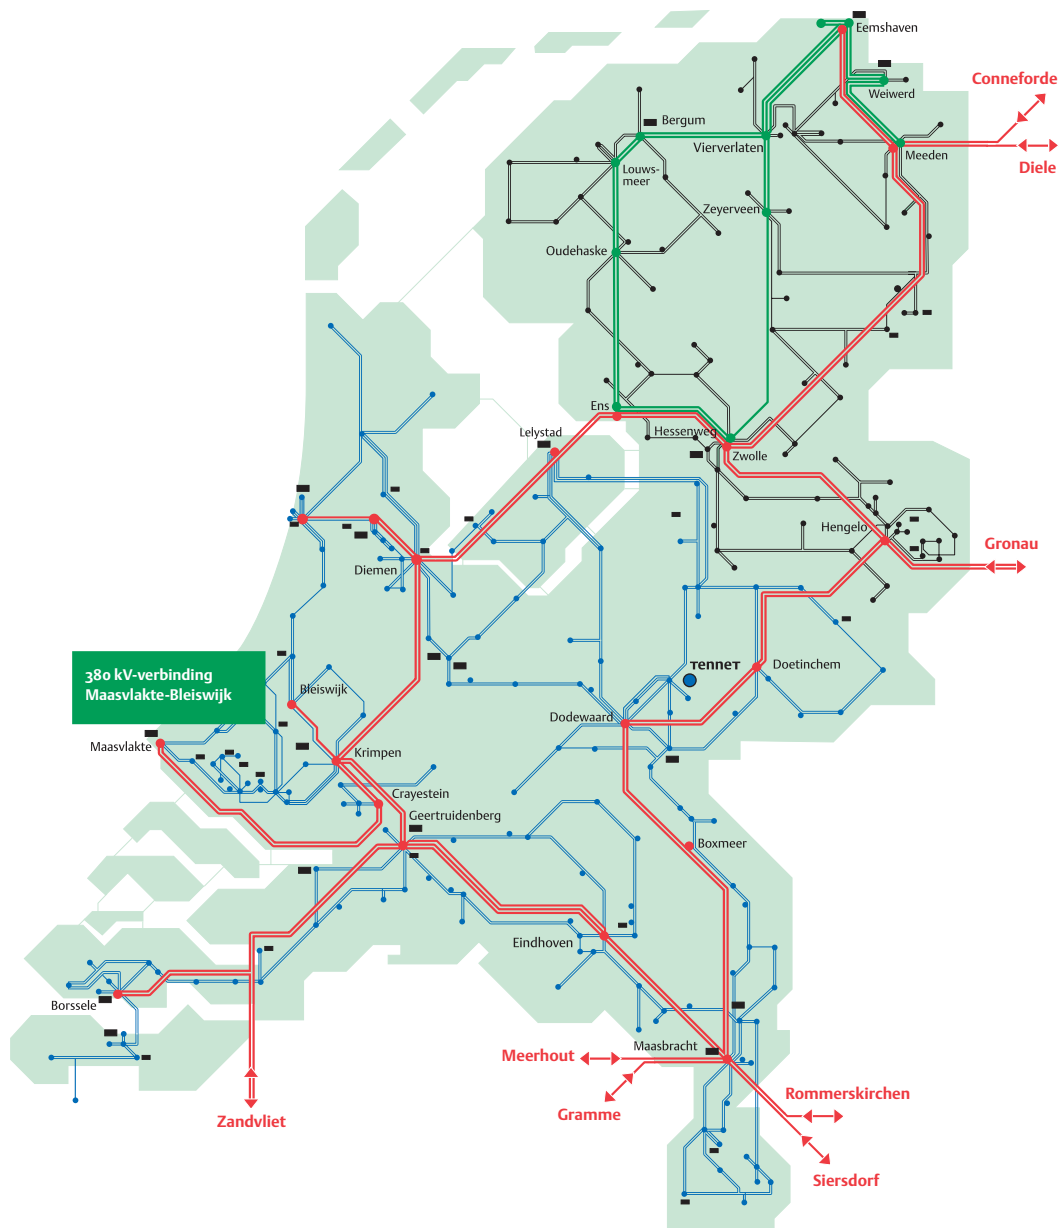 Eemshaven
Conneforde
Weiwerd
Bergum
Vierverlaten
Meeden
Diele
Louws-
meer
Zeyerveen
Oudehaske
Ens
Lelystad
Hessenweg
Zwolle
Hengelo
Gronau
Diemen
380 kV-verbinding
Maasvlakte-Bleiswijk
TENNET
Doetinchem
Bleiswijk
Dodewaard
Maasvlakte
Krimpen
Crayestein
Geertruidenberg
Boxmeer
Eindhoven
Borssele
Maasbracht
Meerhout
Gramme
Rommerskirchen
Zandvliet
Siersdorf